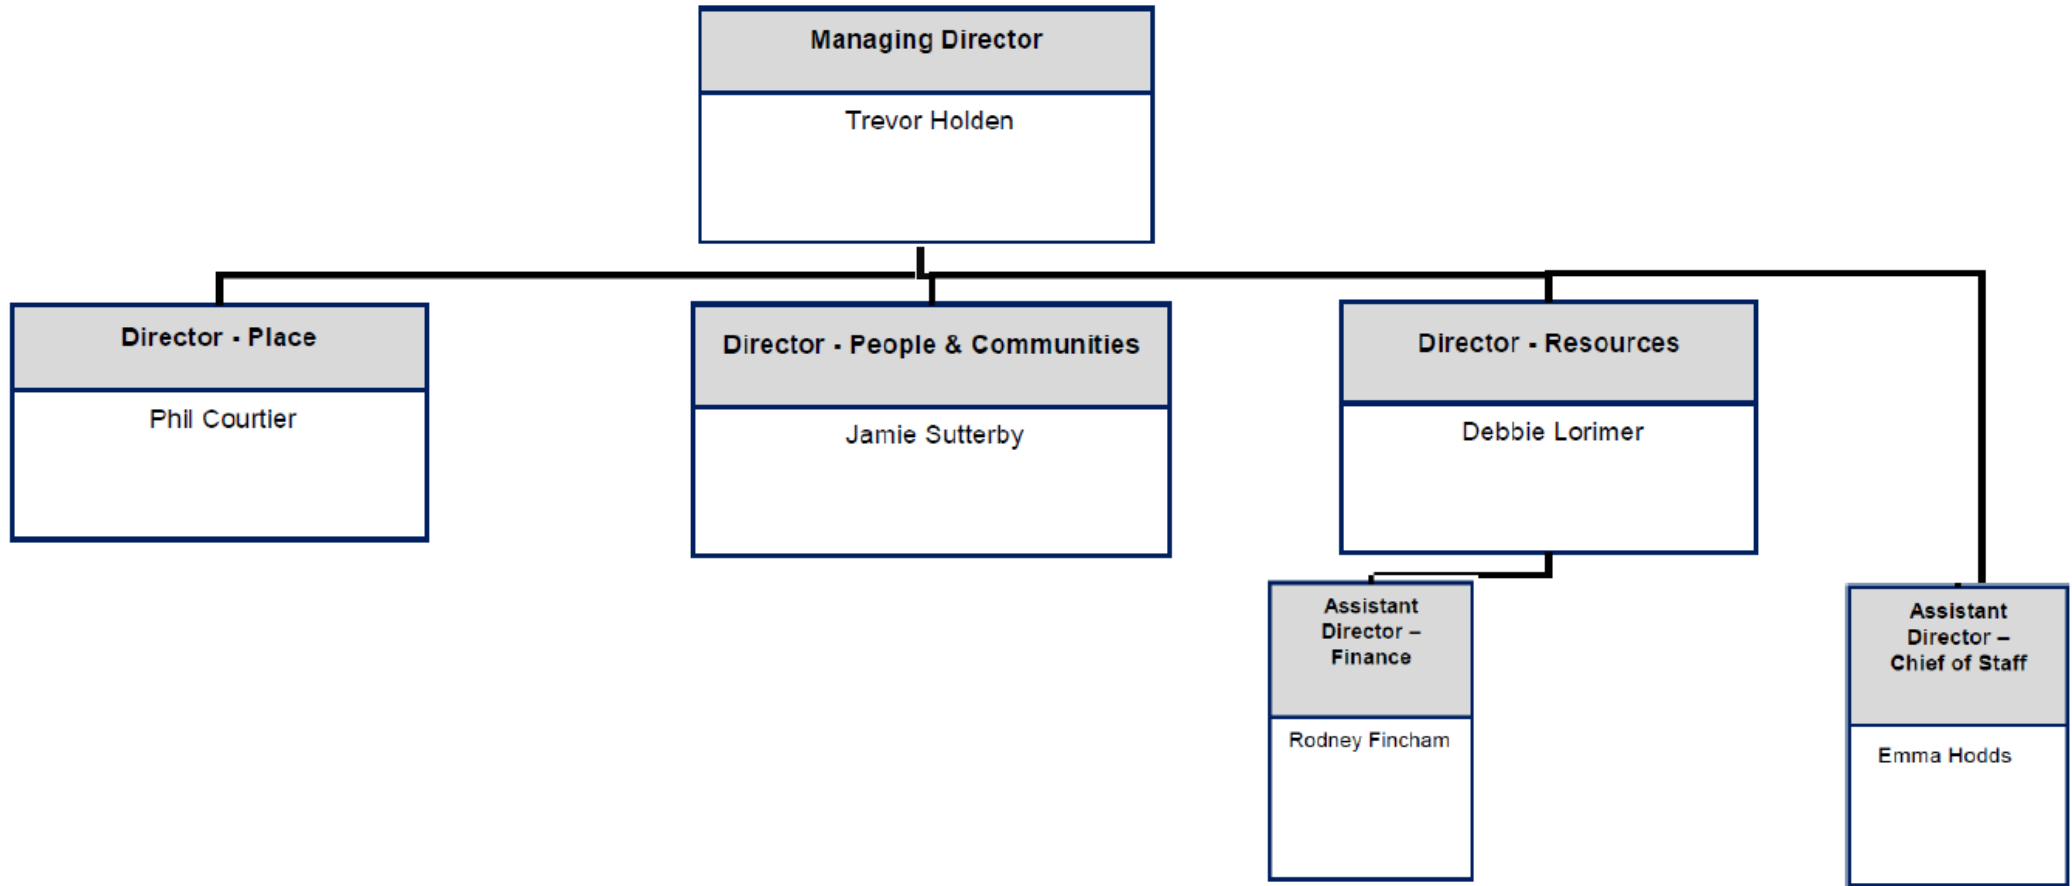 Managing Director
Trevor Holden
Director - Place
Phil Courtier
Director - People & Communities
Jamie Sutterby
Director - Resources
Debbie Lorimer
Assistant
Director –
Finance
Rodney Fincham
Assistant
Director –
Chief of Staff
Emma Hodds